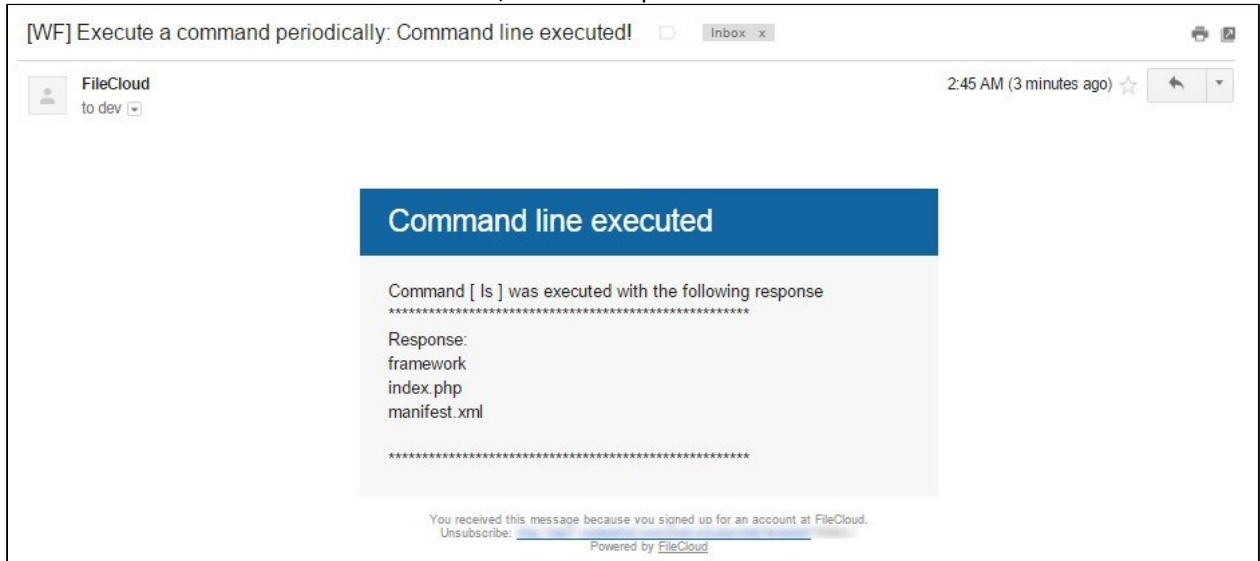 [WF] Execute a command periodically: Command line executed! Inbox x
FileCloud
2:45 AM (3 minutes ago)
to dev
Command line executed
Command [ ls ] was executed with the following response
******************************************************
Response:
framework
index.php
manifest.xml
******************************************************
You received this message because you signed up for an account at FileCloud.
Unsubscribe:
Powered by FileCloud